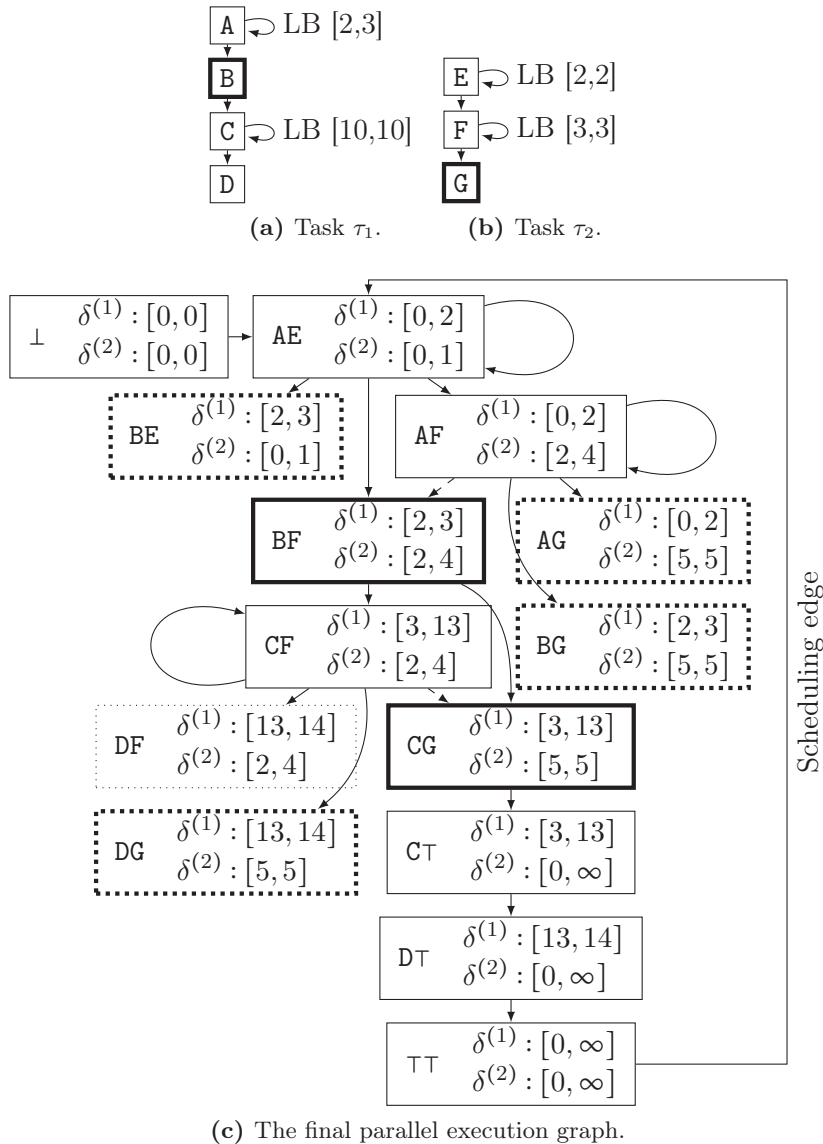 A LB [2,3]
B
C LB [10,10]
D
E LB [2,2]
F LB [3,3]
G
(a) Task τ₁.
(b) Task τ₂.
⊥ δ⁽¹⁾ : [0, 0]
δ⁽²⁾ : [0, 0]
AE δ⁽¹⁾ : [0, 2]
δ⁽²⁾ : [0, 1]
BE δ⁽¹⁾ : [2, 3]
δ⁽²⁾ : [0, 1]
AF δ⁽¹⁾ : [0, 2]
δ⁽²⁾ : [2, 4]
BF δ⁽¹⁾ : [2, 3]
δ⁽²⁾ : [2, 4]
AG δ⁽¹⁾ : [0, 2]
δ⁽²⁾ : [5, 5]
CF δ⁽¹⁾ : [3, 13]
δ⁽²⁾ : [2, 4]
BG δ⁽¹⁾ : [2, 3]
δ⁽²⁾ : [5, 5]
DF δ⁽¹⁾ : [13, 14]
δ⁽²⁾ : [2, 4]
CG δ⁽¹⁾ : [3, 13]
δ⁽²⁾ : [5, 5]
DG δ⁽¹⁾ : [13, 14]
δ⁽²⁾ : [5, 5]
C⊤ δ⁽¹⁾ : [3, 13]
δ⁽²⁾ : [0, ∞]
D⊤ δ⁽¹⁾ : [13, 14]
δ⁽²⁾ : [0, ∞]
⊤⊤ δ⁽¹⁾ : [0, ∞]
δ⁽²⁾ : [0, ∞]
Scheduling edge
(c) The final parallel execution graph.